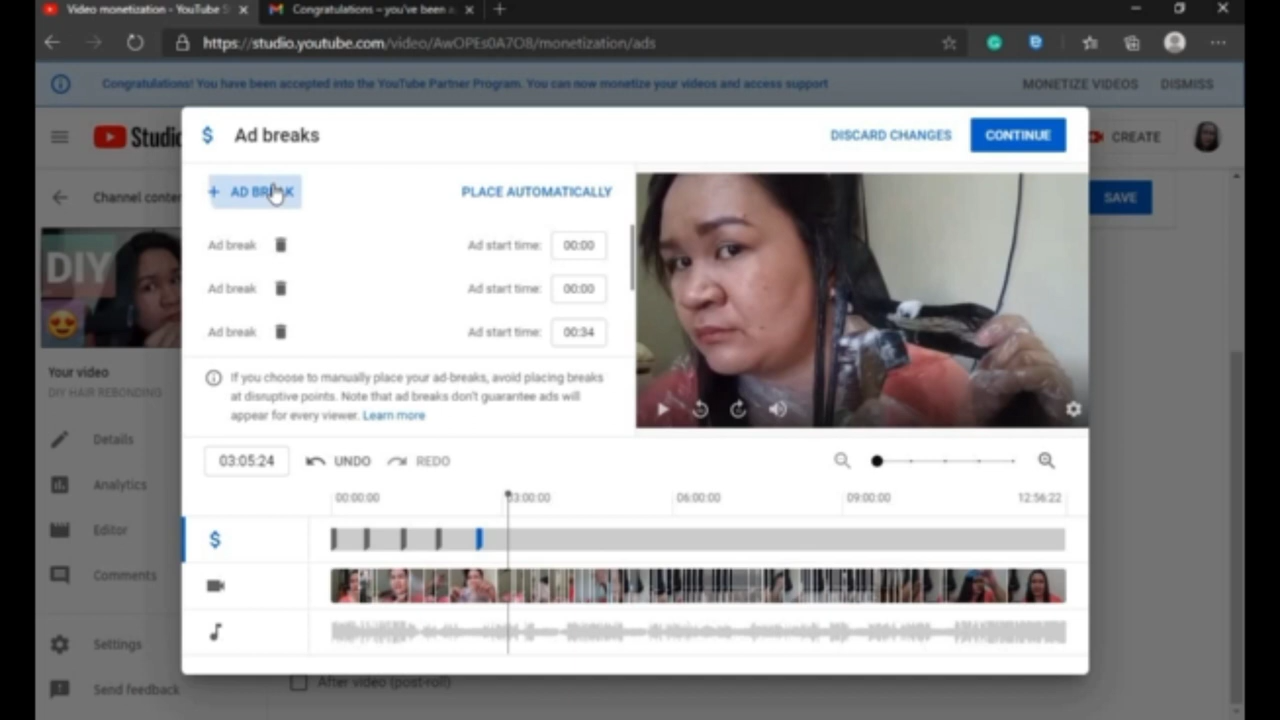 Video monetization - YouTube S
Congratulations – you've been a
https://studio.youtube.com/video/AwOPEs0A7O8/monetization/ads
Congratulations! You have been accepted into the YouTube Partner Program. You can now monetize your videos and access support
MONETIZE VIDEOS
DISMISS
Studio
CREATE
Ad breaks
DISCARD CHANGES
CONTINUE
+ AD BREAK
PLACE AUTOMATICALLY
Channel conten
SAVE
Ad break
Ad start time: 00:00
Ad break
Ad start time: 00:00
Ad break
Ad start time: 00:34
DIY
If you choose to manually place your ad-breaks, avoid placing breaks
at disruptive points. Note that ad breaks don't guarantee ads will
appear for every viewer. Learn more
Your video
DIY HAIR REBONDING
Details
Analytics
Editor
Comments
Settings
Send feedback
03:05:24
UNDO
REDO
00:00:00
03:00:00
06:00:00
09:00:00
12:56:22
After video (post-roll)